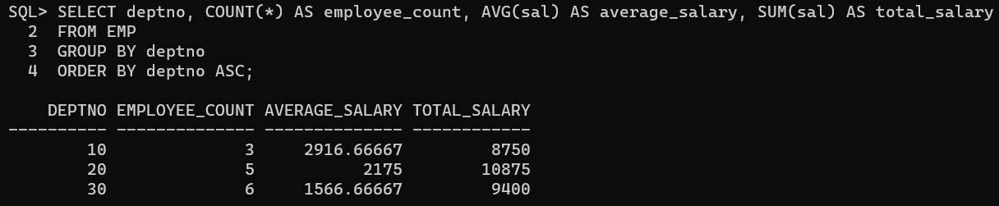 SQL> SELECT deptno, COUNT(*) AS employee_count, AVG(sal) AS average_salary, SUM(sal) AS total_salary
  2  FROM EMP
  3  GROUP BY deptno
  4  ORDER BY deptno ASC;

    DEPTNO EMPLOYEE_COUNT AVERAGE_SALARY TOTAL_SALARY
---------- -------------- -------------- ------------
        10              3     2916.66667         8750
        20              5           2175        10875
        30              6     1566.66667         9400